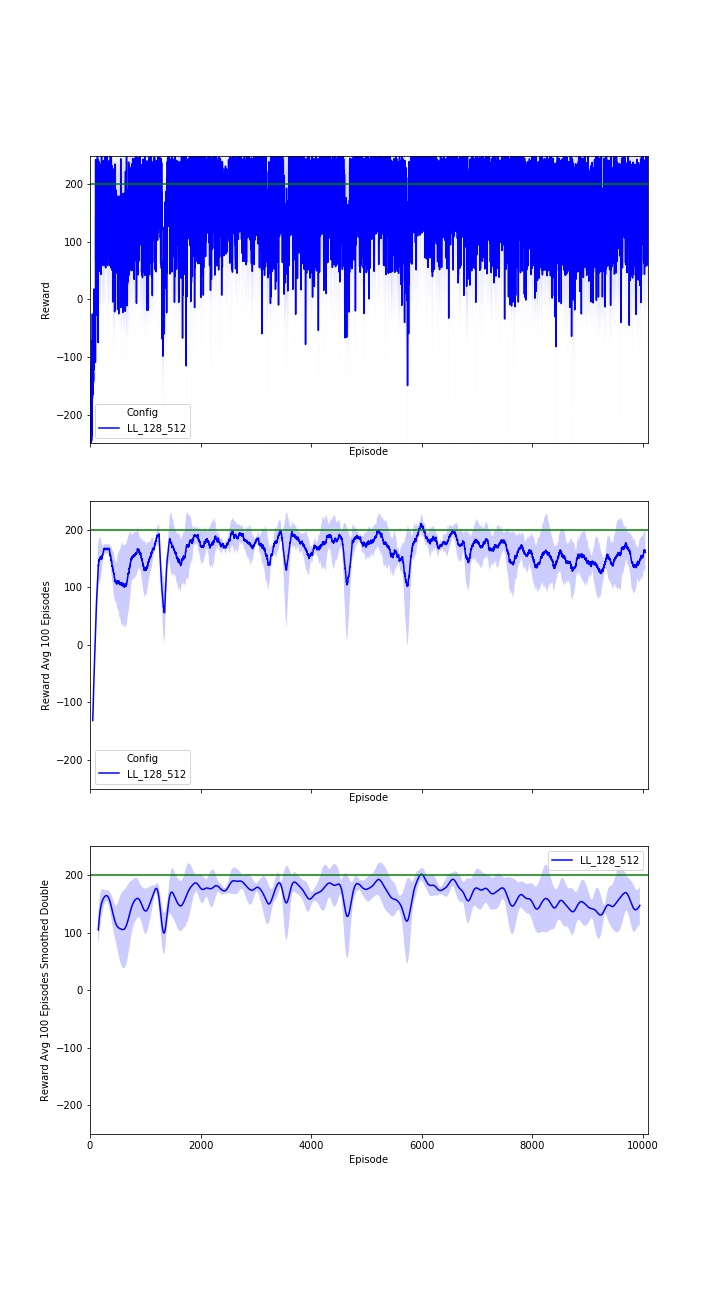 200
100
0
−100
−200
Reward
Config
LL_128_512
Episode
200
100
0
−100
−200
Reward Avg 100 Episodes
Config
LL_128_512
Episode
200
100
0
−100
−200
Reward Avg 100 Episodes Smoothed Double
LL_128_512
0 2000 4000 6000 8000 10000
Episode